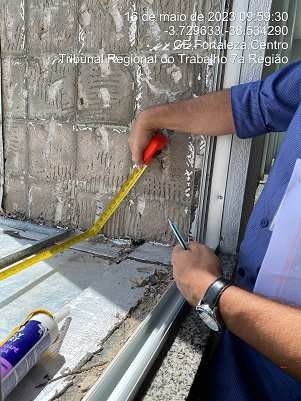 16 de maio de 2023 09:59:30
-3.729633,-38.534290
CE Fortaleza Centro
Tribunal Regional do Trabalho 7ª Região